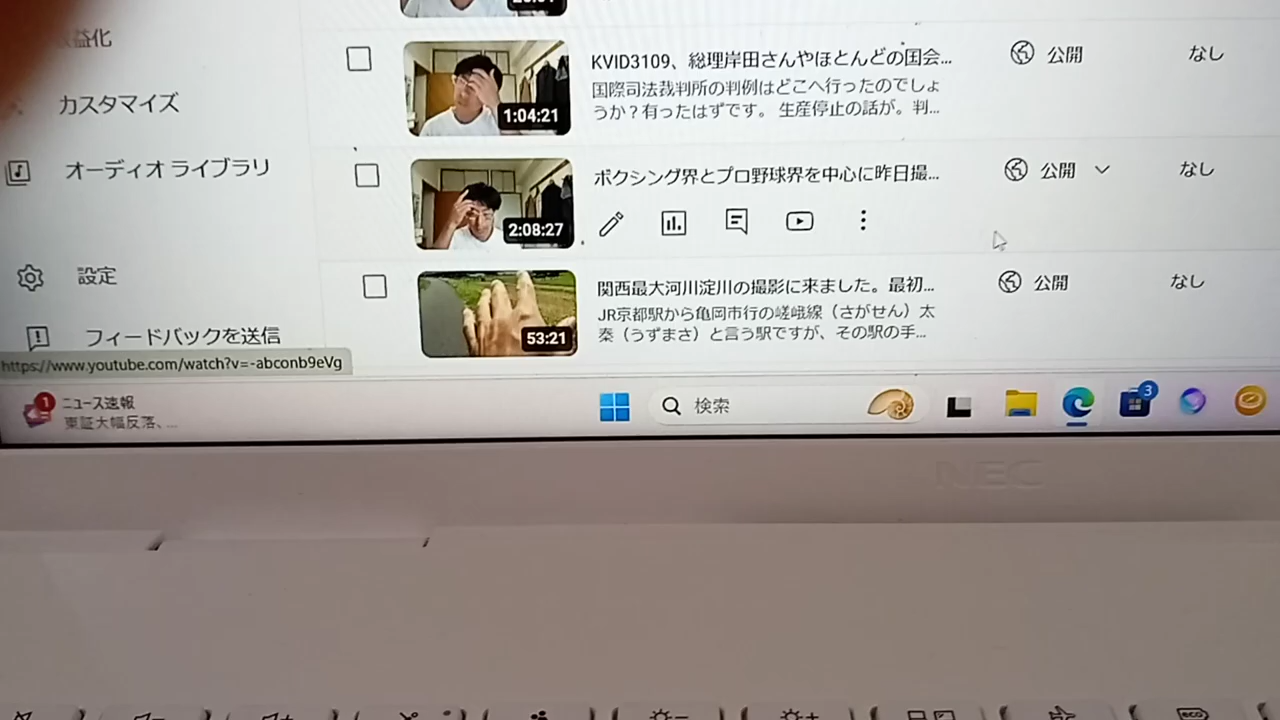 益化
カスタマイズ
オーディオ ライブラリ
設定
フィードバックを送信
https://www.youtube.com/watch?v=-abconb9eVg
KVID3109、総理岸田さんやほとんどの国会...
国際司法裁判所の判例はどこへ行ったのでしょ
うか？有ったはずです。 生産停止の話が。判...
1:04:21
公開
なし
ボクシング界とプロ野球界を中心に昨日撮...
2:08:27
公開
なし
関西最大河川淀川の撮影に来ました。最初...
JR京都駅から亀岡市行の嵯峨線（さがせん）太
秦（うずまさ）と言う駅ですが、その駅の手...
53:21
公開
なし
1
ニュース速報
東証大幅反落、...
検索
3
NEC